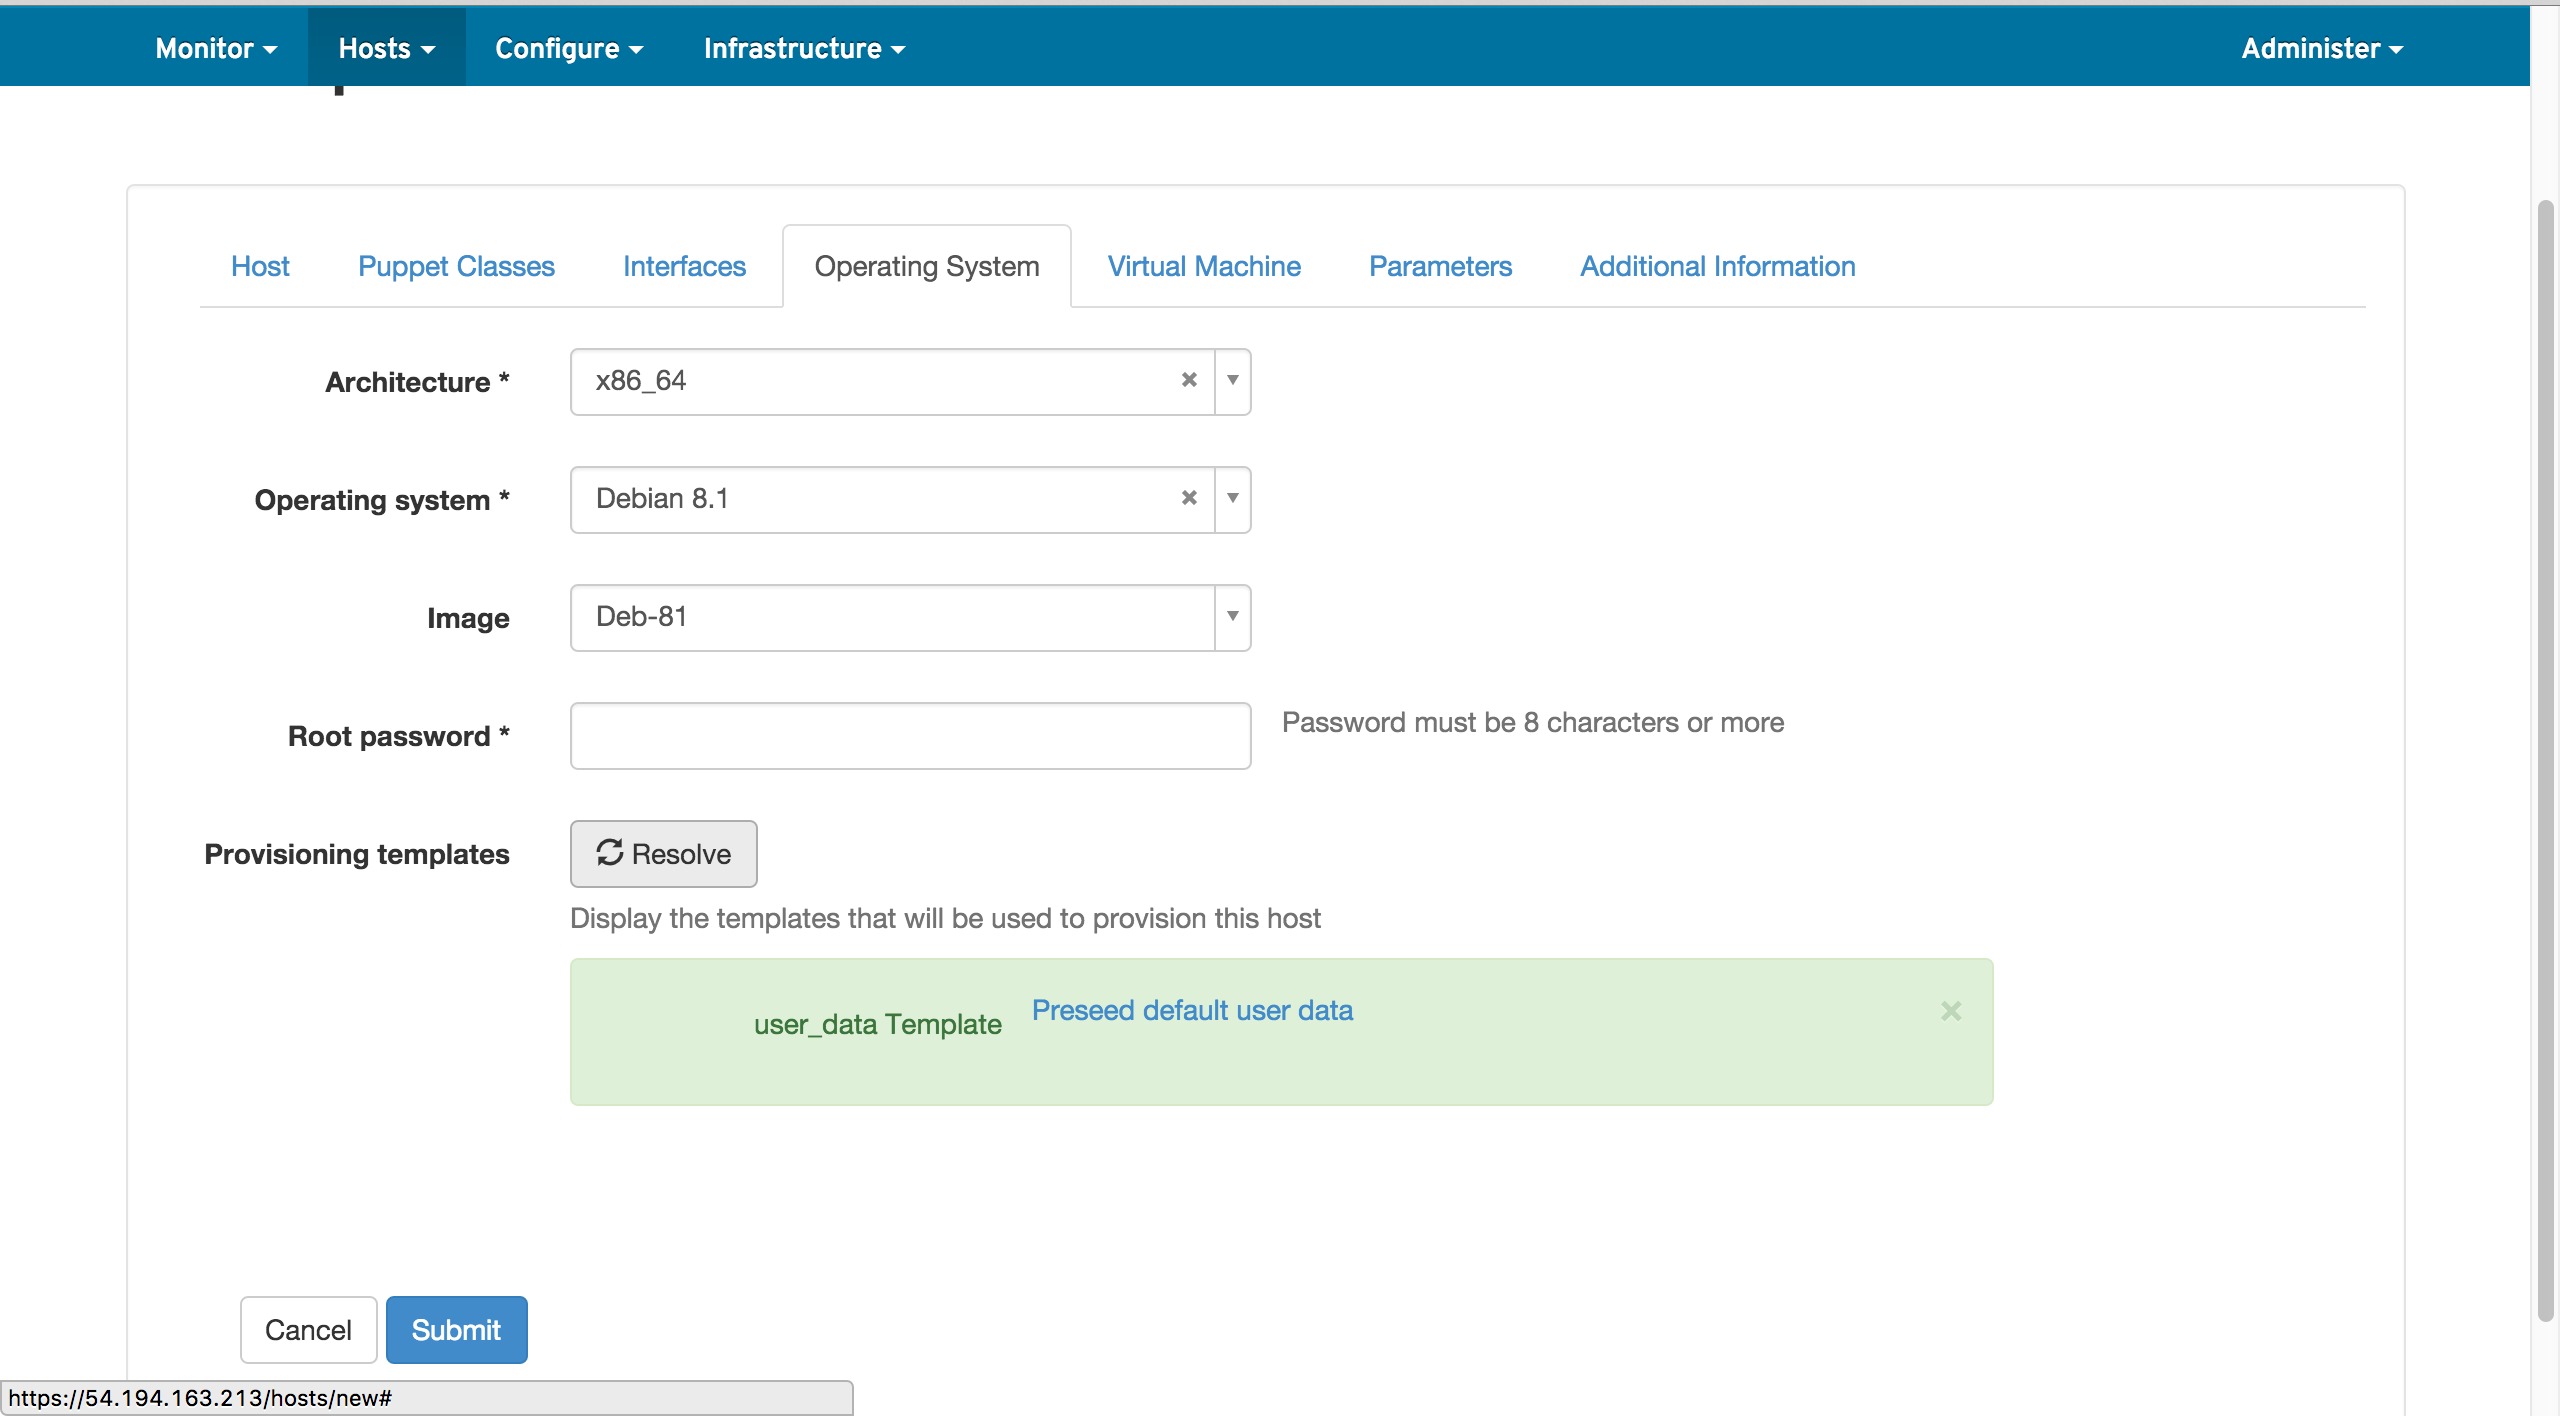 Monitor Hosts Configure Infrastructure Administer
Host Puppet Classes Interfaces Operating System Virtual Machine Parameters Additional Information
Architecture * x86_64
Operating system * Debian 8.1
Image Deb-81
Root password * Password must be 8 characters or more
Provisioning templates Resolve
Display the templates that will be used to provision this host
user_data Template Preseed default user data
Cancel Submit
https://54.194.163.213/hosts/new#